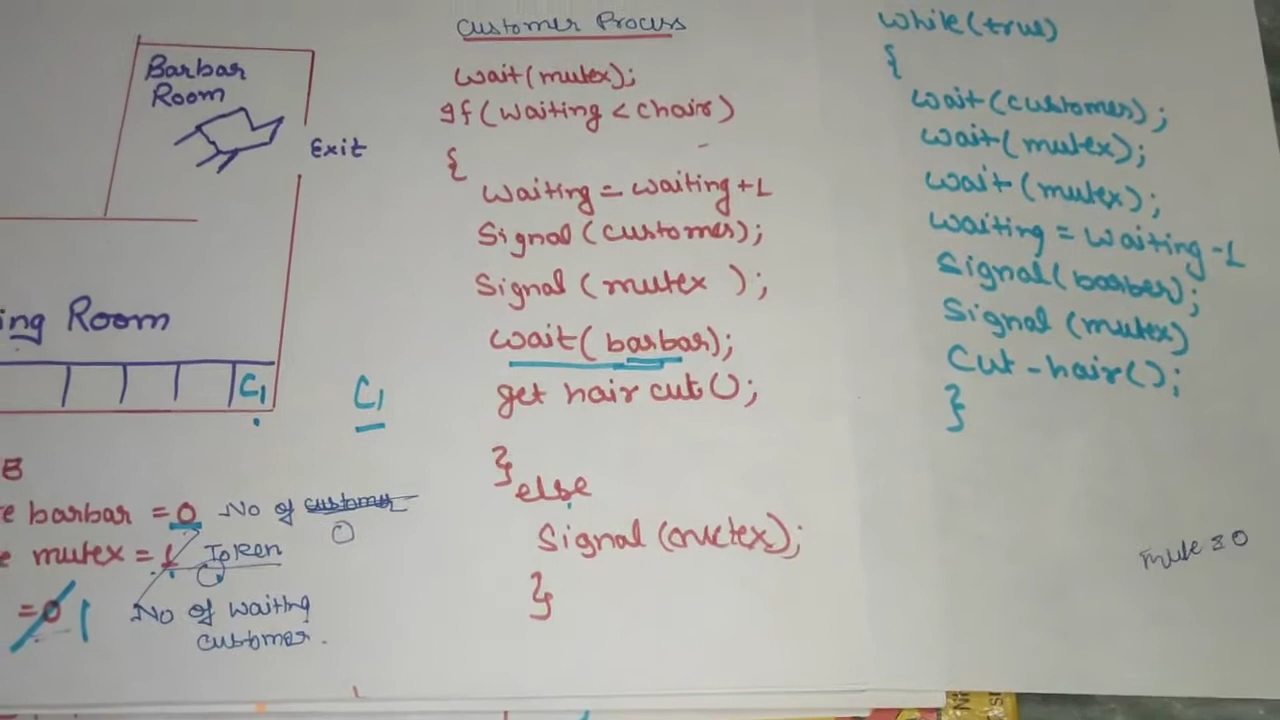 Barbar
Room
Exit
ing Room
C1
C1
B
e barbar = 0 No of customer
0
e mutex = 1 Token
= 0 1
No of waiting
customer.
Customer Process
wait(mutex);
If(waiting < chair)
{
waiting = waiting + 1
Signal (customer);
Signal (mutex );
wait( barbar);
get hair cut();
}
else
Signal (mutex);
}
while(true)
{
wait(customer);
wait(mutex);
wait(mutex);
waiting = waiting - 1
Signal(barber);
Signal (mutex)
Cut-hair();
}